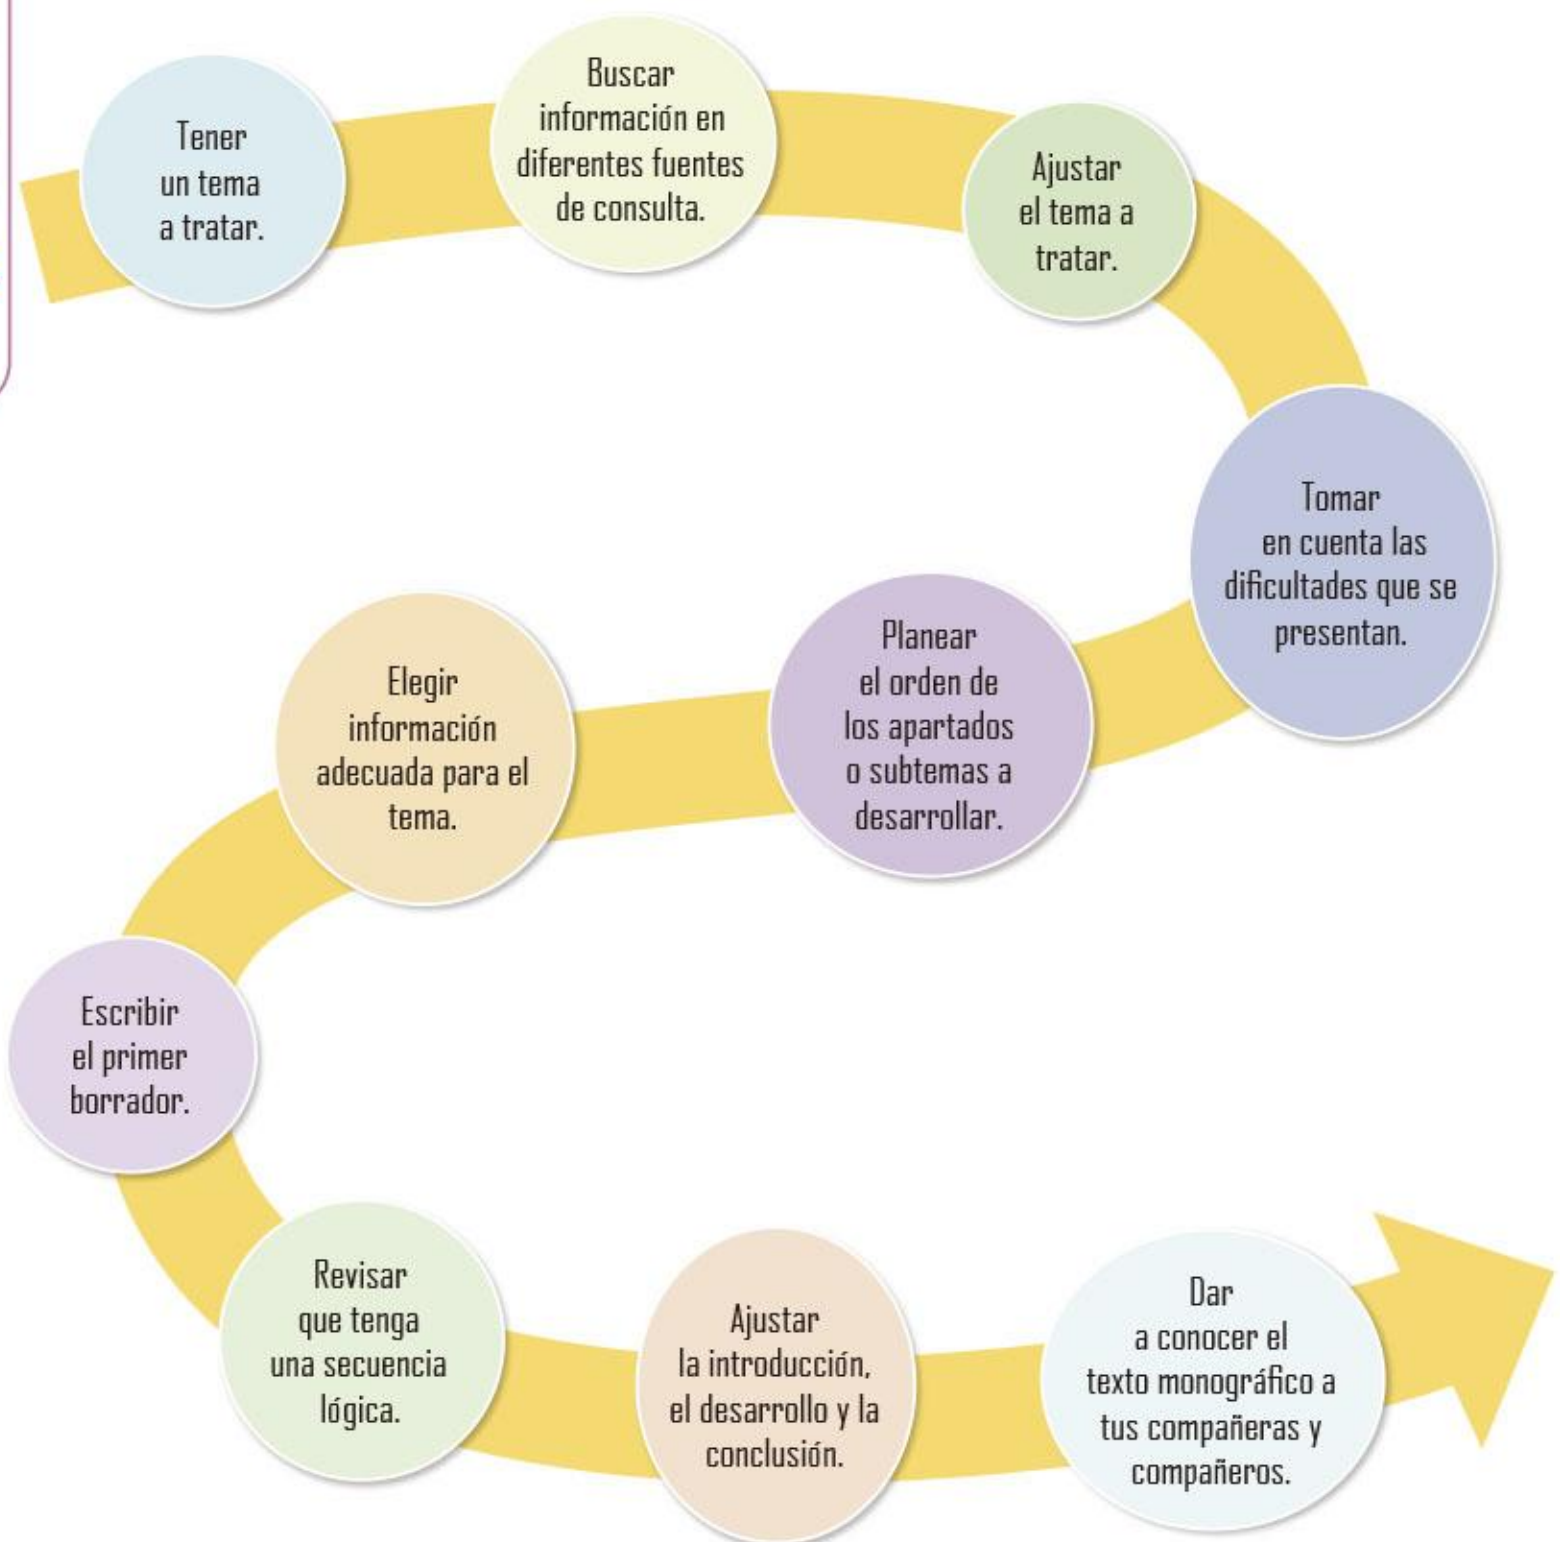 Tener
un tema
a tratar.
Buscar
información en
diferentes fuentes
de consulta.
Ajustar
el tema a
tratar.
Tomar
en cuenta las
dificultades que se
presentan.
Planear
el orden de
los apartados
o subtemas a
desarrollar.
Elegir
información
adecuada para el
tema.
Escribir
el primer
borrador.
Revisar
que tenga
una secuencia
lógica.
Ajustar
la introducción,
el desarrollo y la
conclusión.
Dar
a conocer el
texto monográfico a
tus compañeras y
compañeros.